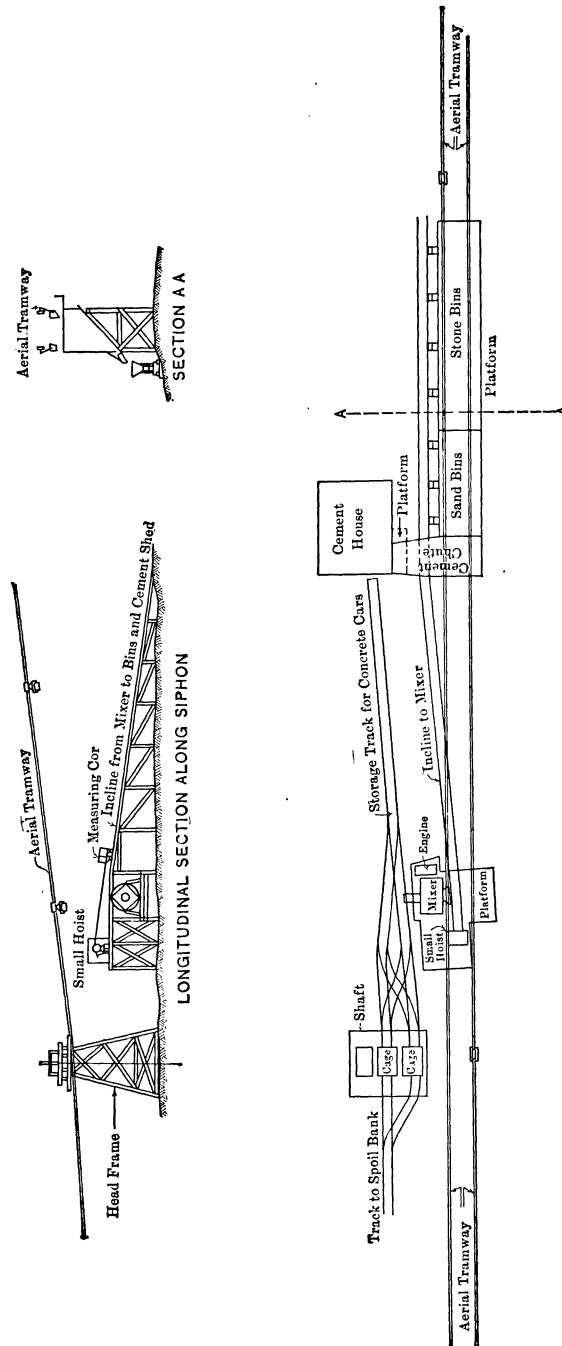 Aerial Tramway
SECTION A A
Aerial Tramway
Small Hoist
Measuring Cor
Incline from Mixer to Bins and Cement Shed
Head Frame
LONGITUDINAL SECTION ALONG SIPHON
Cement
House
Platform
Cement
Chute
Sand Bins
Stone Bins
Platform
A
Aerial Tramway
Storage Track for Concrete Cars
Incline to Mixer
Engine
Mixer
Small
Hoist
Platform
Shaft
Cage
Cage
Track to Spoil Bank
Aerial Tramway